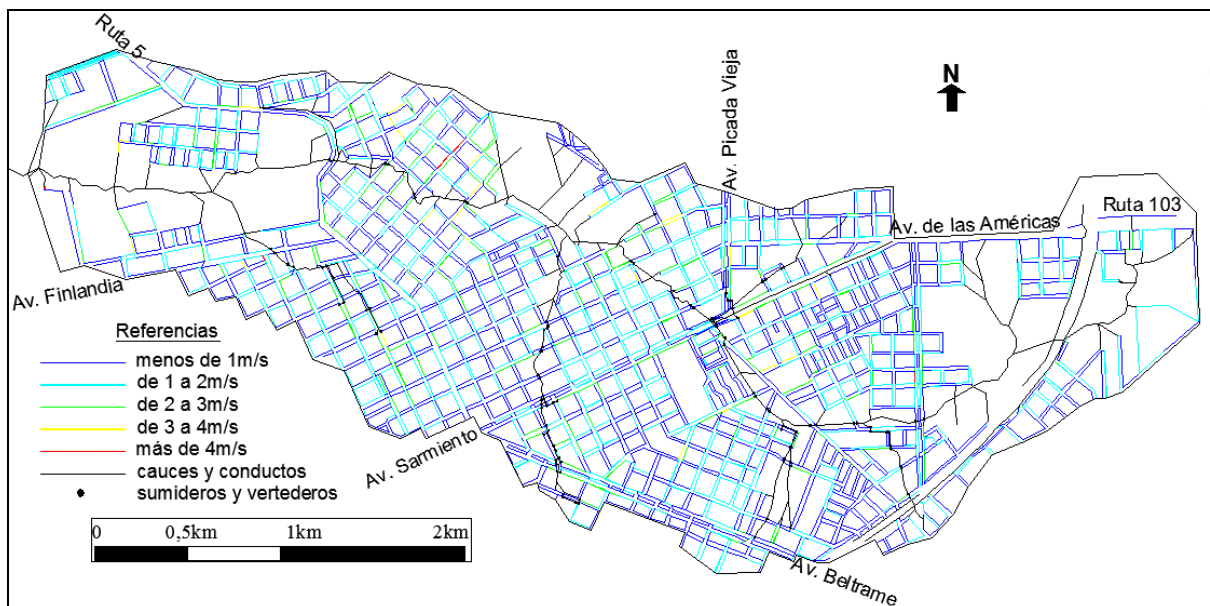 Ruta 5
Av. Picada Vieja
N
Ruta 103
Av. de las Américas
Av. Finlandia
Referencias
menos de 1m/s
de 1 a 2m/s
de 2 a 3m/s
de 3 a 4m/s
más de 4m/s
cauces y conductos
sumideros y vertederos
Av. Sarmiento
0 0,5km 1km 2km
Av. Beltrame